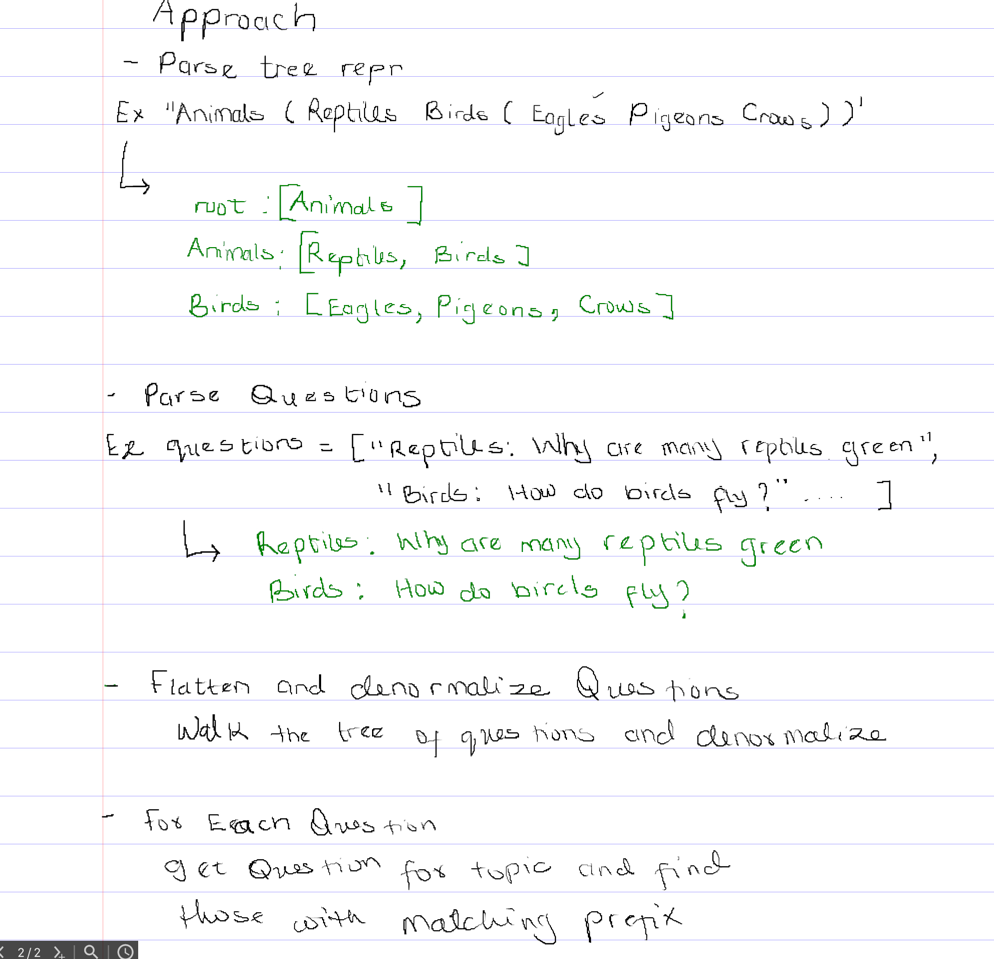 Approach
- Parse tree repr
Ex "Animals ( Reptiles Birds ( Eagles Pigeons Crows ) )'
root : [Animals ]
Animals: [Reptiles, Birds ]
Birds : [Eagles, Pigeons, Crows ]
- Parse Questions
Ex questions = ["Reptiles: Why are many reptiles green",
"Birds: How do birds fly?" .... ]
Reptiles: Why are many reptiles green
Birds : How do birds fly?
- Flatten and denormalize Questions
Walk the tree of questions and denormalize
- For Each Question
get Question for topic and find
those with matching prefix
2/2